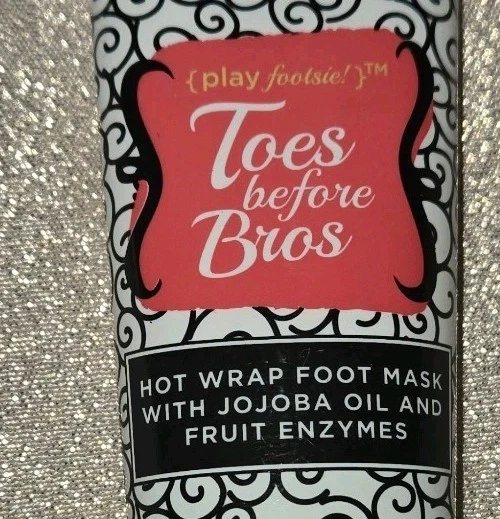 {play footsie!}™
Toes
before
Bros
HOT WRAP FOOT MASK
WITH JOJOBA OIL AND
FRUIT ENZYMES